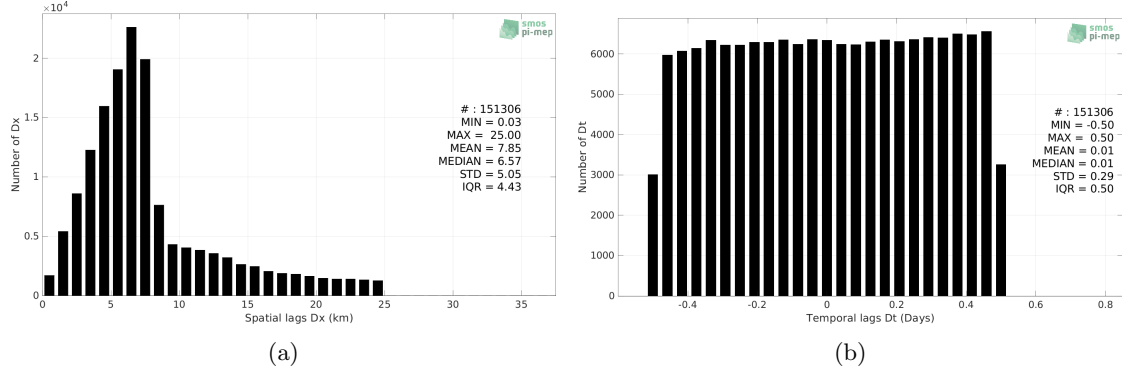 ×10⁴
2
1.5
1
0.5
0
Number of Dx
0 5 10 15 20 25 30 35
Spatial lags Dx (km)
smos
pi-mep
# : 151306
MIN = 0.03
MAX = 25.00
MEAN = 7.85
MEDIAN = 6.57
STD = 5.05
IQR = 4.43
(a)
6000
5000
4000
3000
2000
1000
0
Number of Dt
-0.4 -0.2 0 0.2 0.4 0.6 0.8
Temporal lags Dt (Days)
smos
pi-mep
# : 151306
MIN = -0.50
MAX = 0.50
MEAN = 0.01
MEDIAN = 0.01
STD = 0.29
IQR = 0.50
(b)